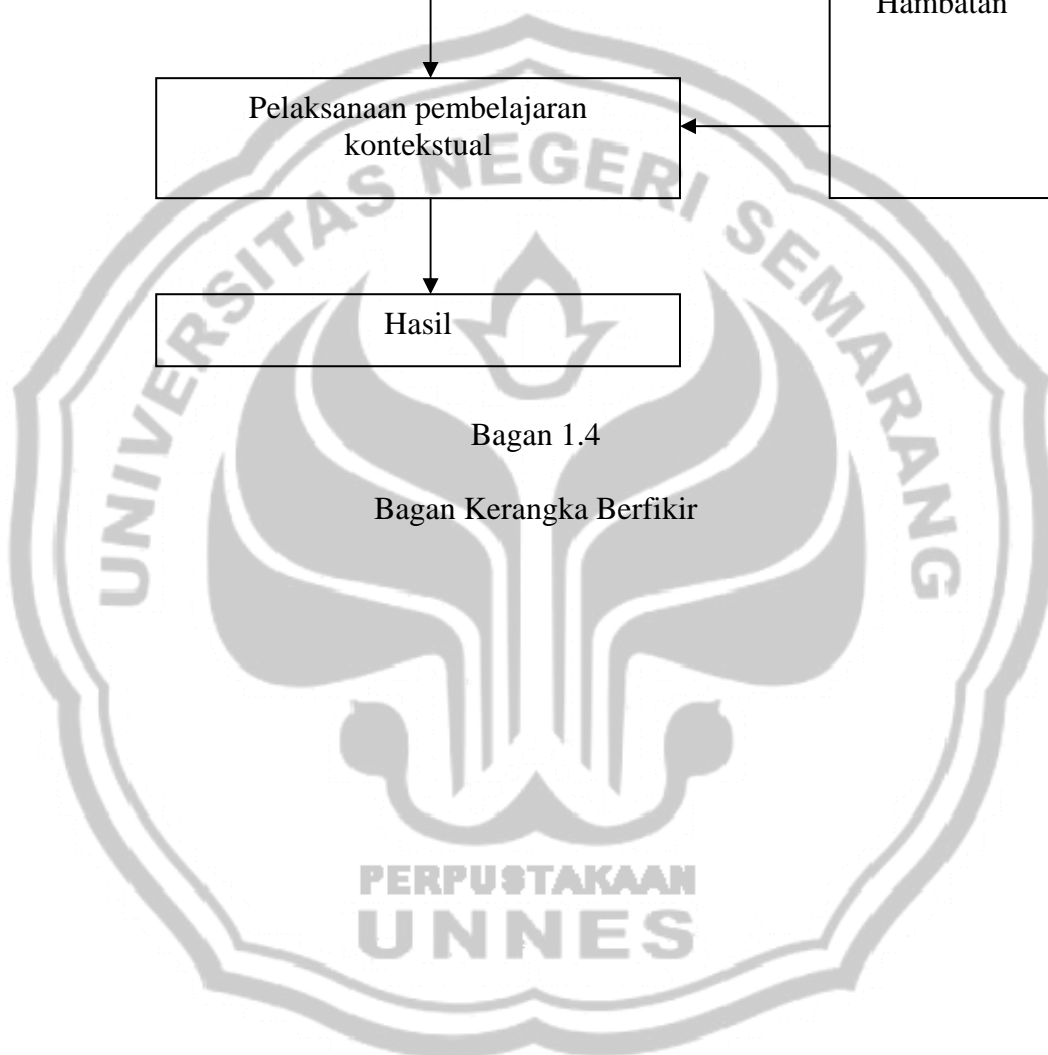 Hambatan
Pelaksanaan pembelajaran
kontekstual
Hasil
Bagan 1.4
Bagan Kerangka Berfikir
UNIVERSITAS NEGERI SEMARANG
PERPUSTAKAAN
UNNES